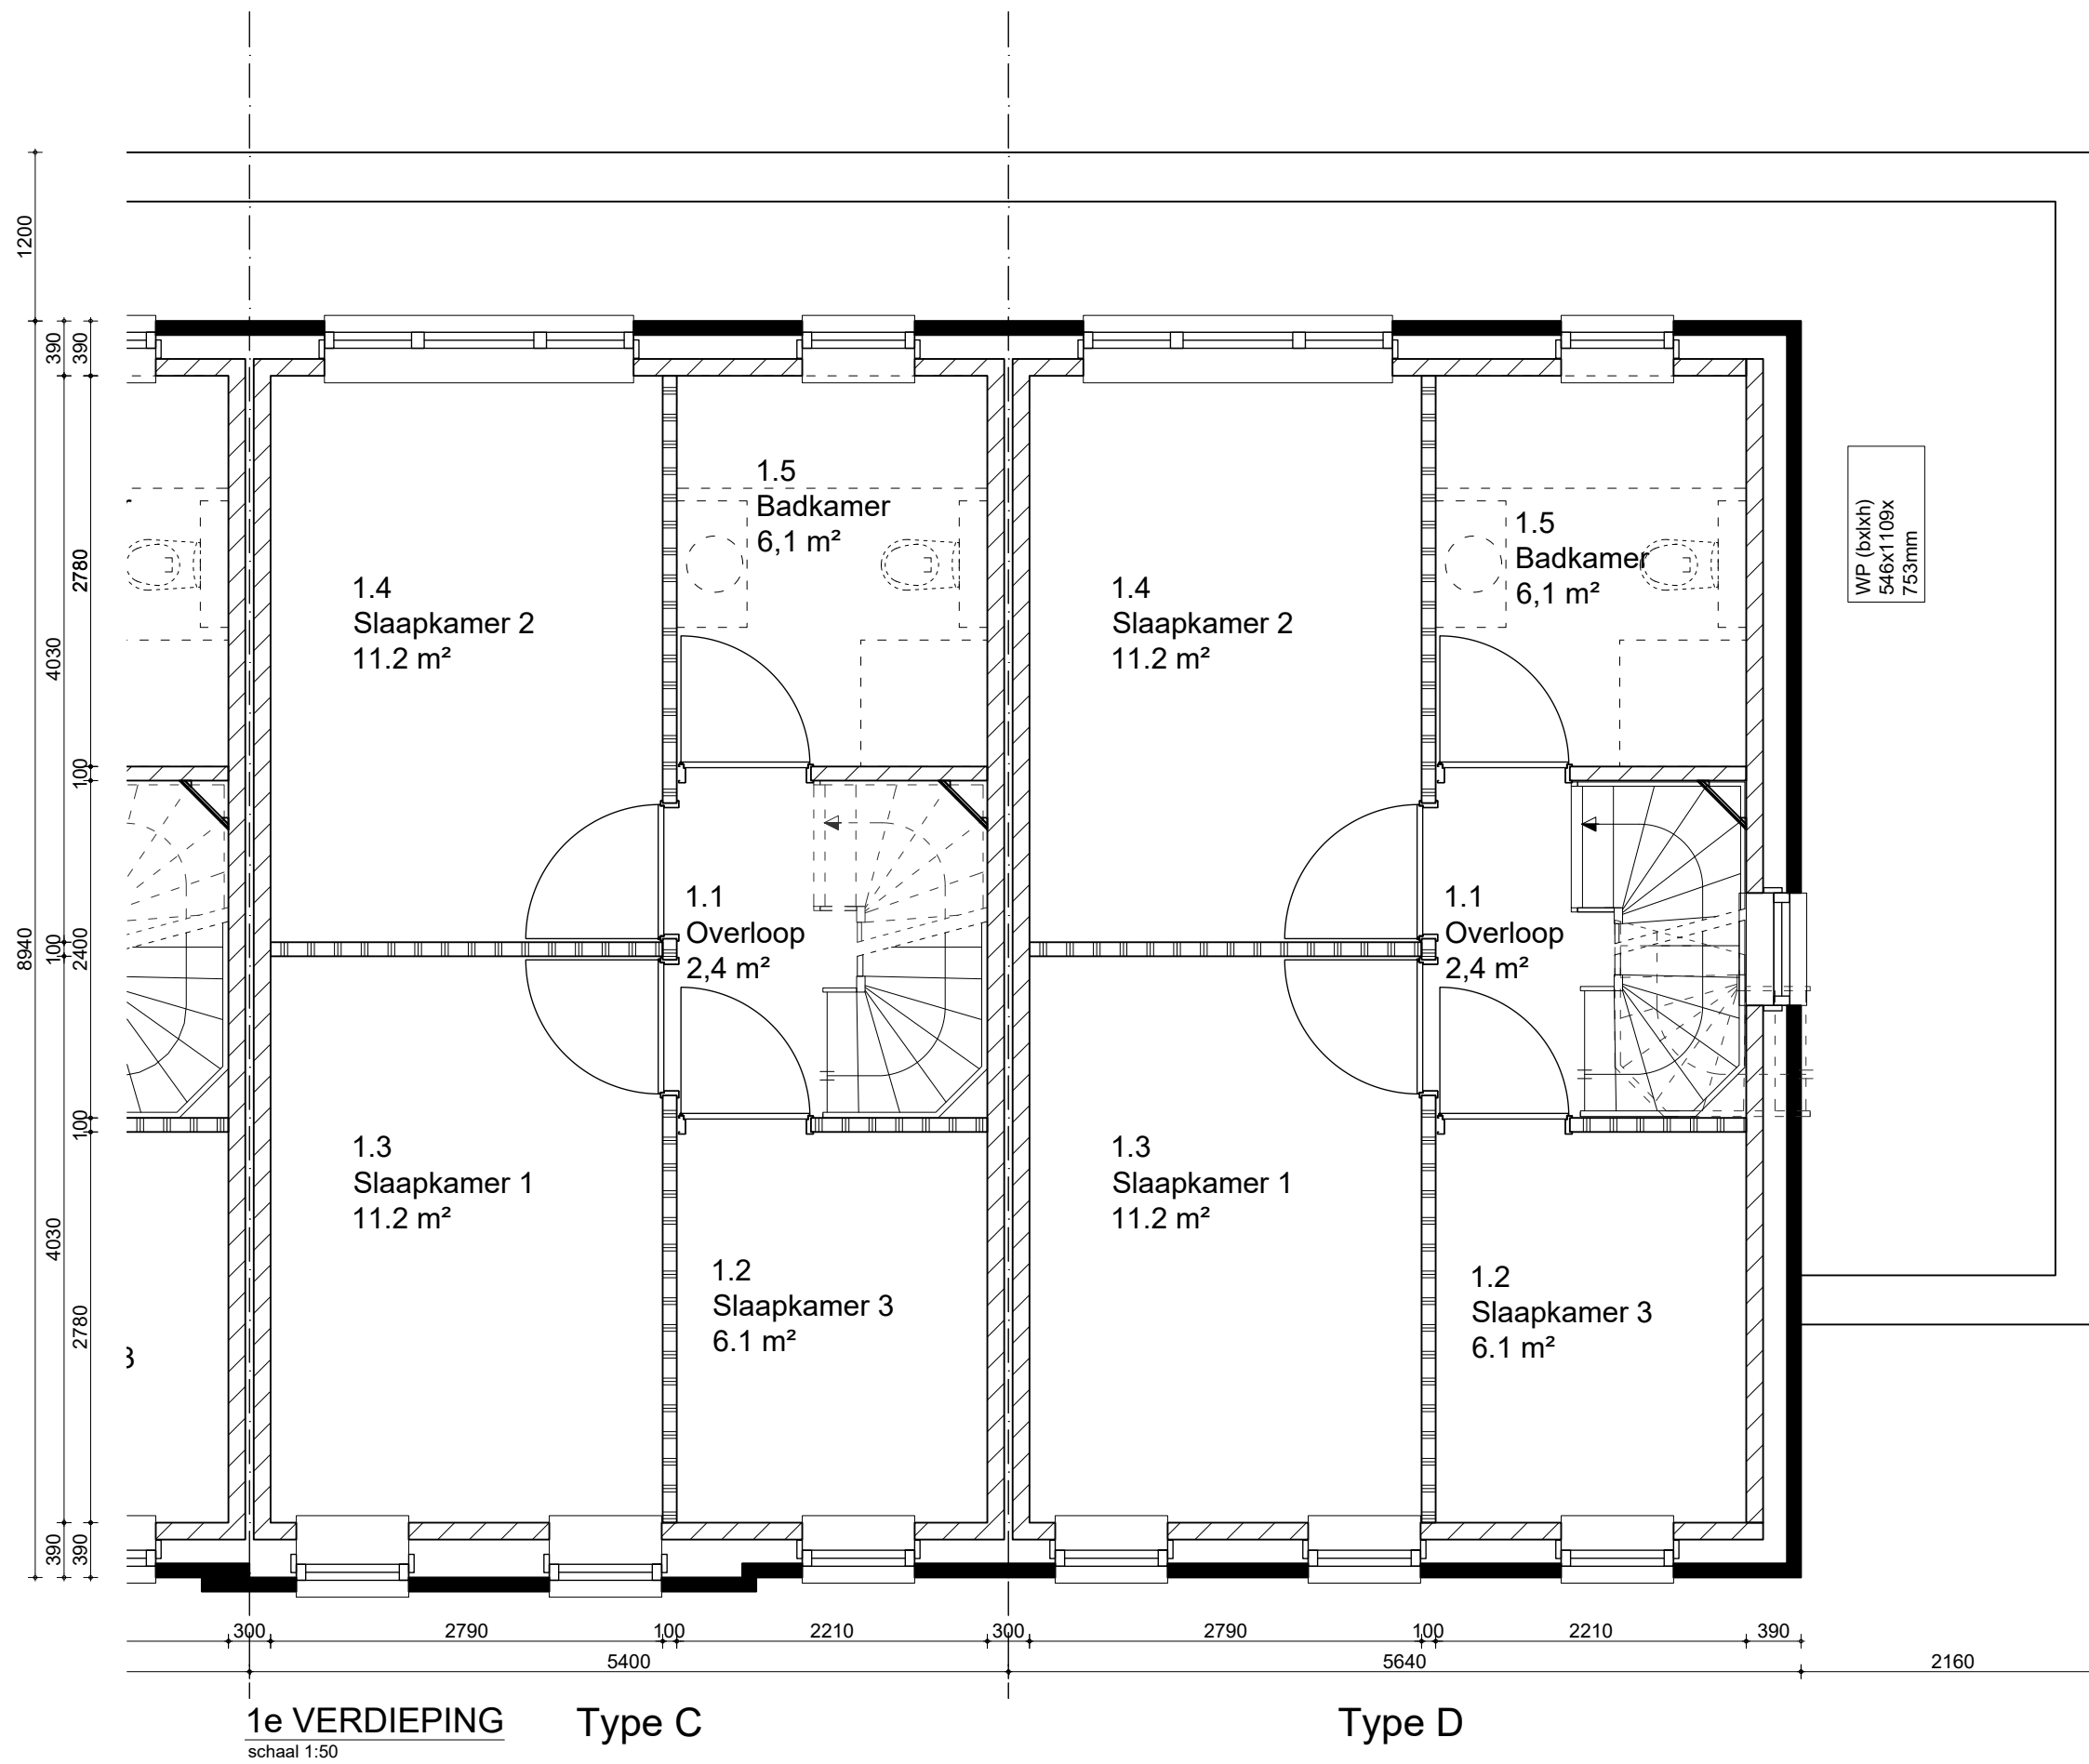 1200
390
390
2780
4030
100
8940
100
2400
100
4030
2780
390
390
1.5
Badkamer
6,1 m²
1.4
Slaapkamer 2
11.2 m²
1.1
Overloop
2,4 m²
1.3
Slaapkamer 1
11.2 m²
1.2
Slaapkamer 3
6.1 m²
1.5
Badkamer
6,1 m²
1.4
Slaapkamer 2
11.2 m²
1.1
Overloop
2,4 m²
1.3
Slaapkamer 1
11.2 m²
1.2
Slaapkamer 3
6.1 m²
WP (bxlxh)
546x1109x
753mm
3
300 2790 100 2210 300 2790 100 2210 390
5400 5640 2160
1e VERDIEPING Type C Type D
schaal 1:50